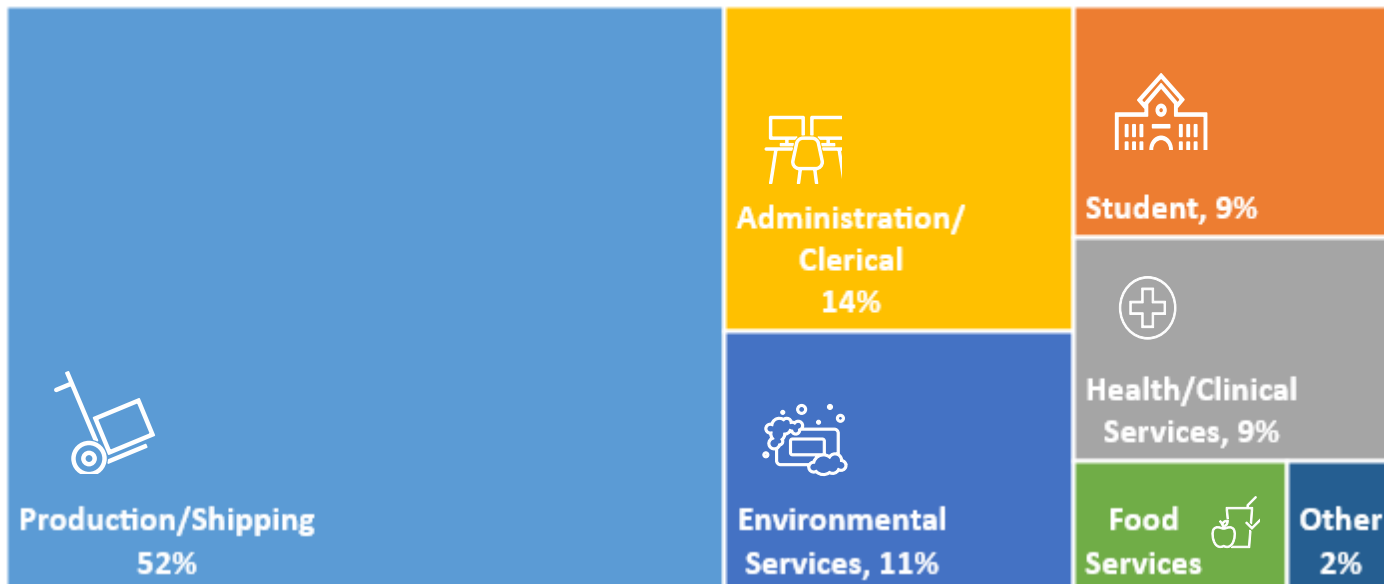 Production/Shipping
52%
Administration/
Clerical
14%
Environmental
Services, 11%
Student, 9%
Health/Clinical
Services, 9%
Food
Services
Other
2%